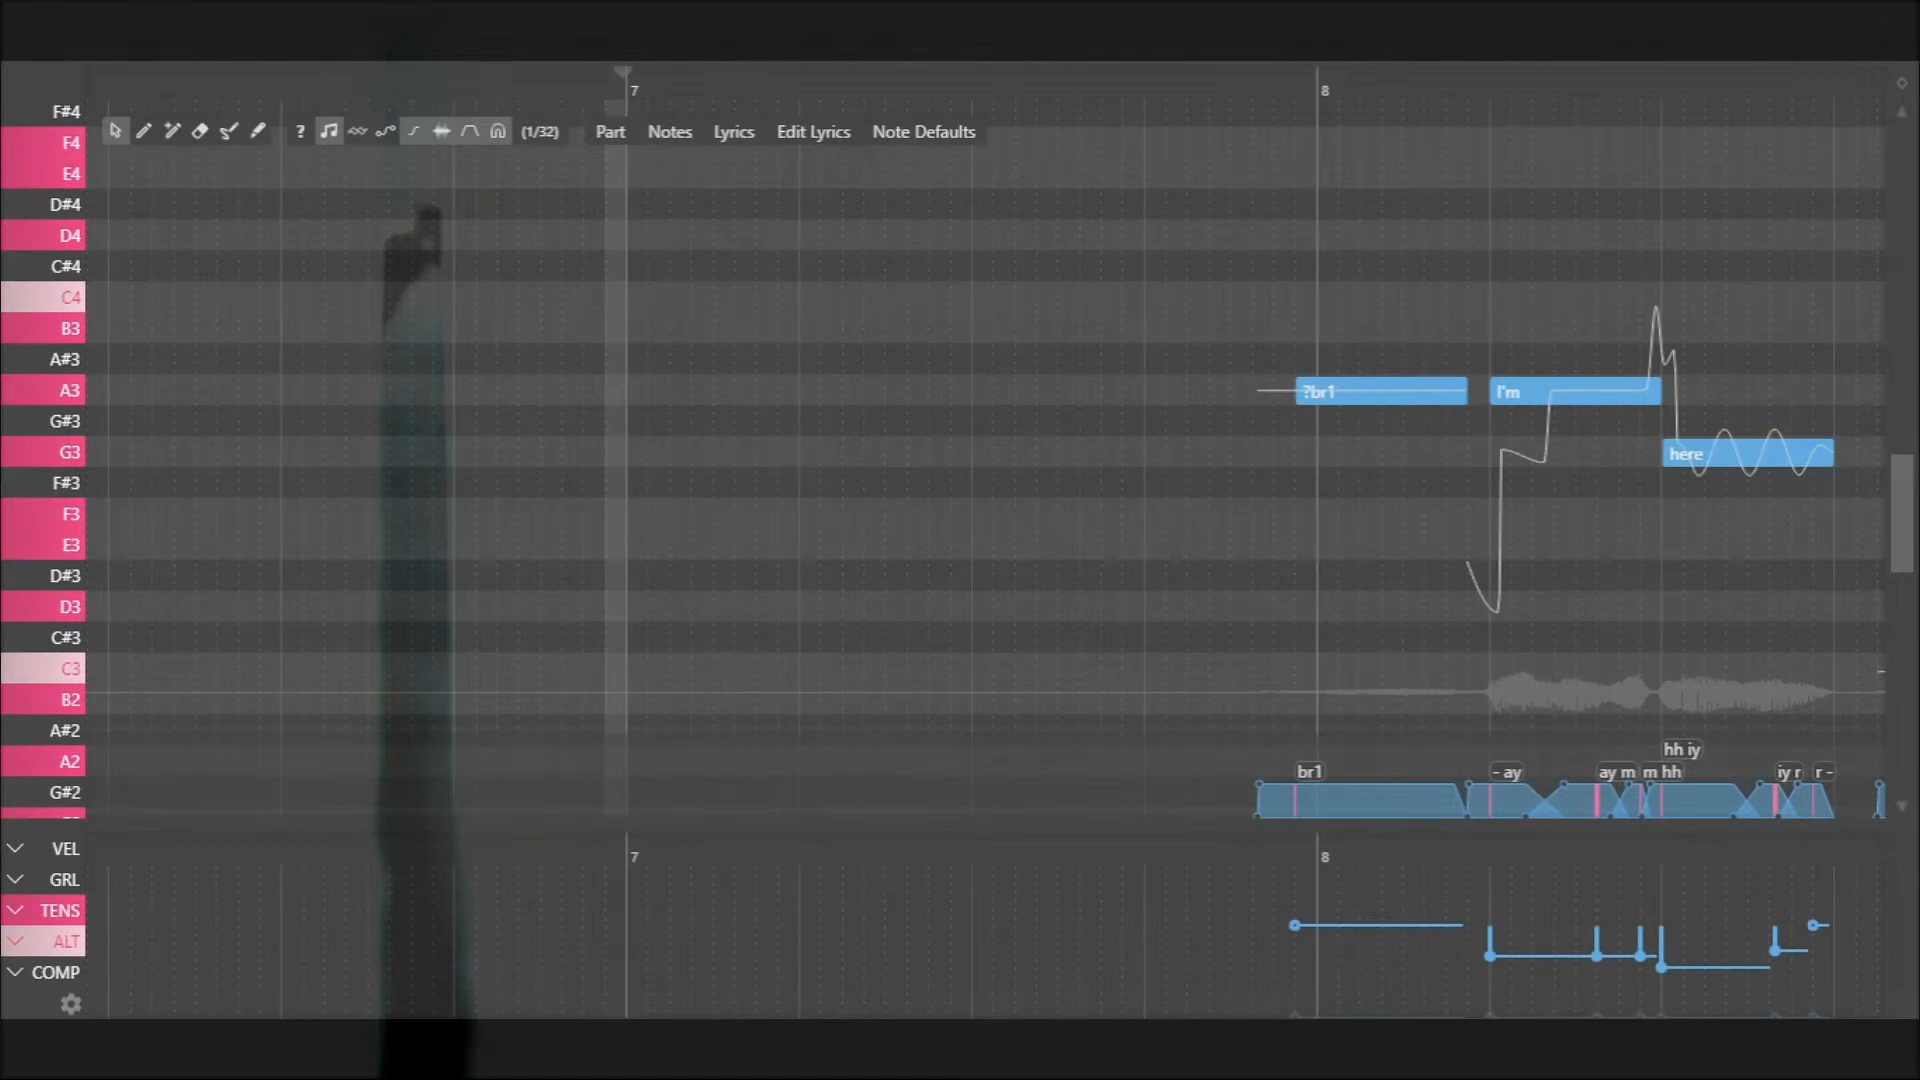 7 8
F#4
? (1/32) Part Notes Lyrics Edit Lyrics Note Defaults
F4
E4
D#4
D4
C#4
C4
B3
A#3
A3 ?br1 I'm
G#3
G3 here
F#3
F3
E3
D#3
D3
C#3
C3
B2
A#2
hh iy
A2 br1 - ay ay m m hh iy r r -
G#2
VEL 7 8
GRL
TENS
ALT
COMP